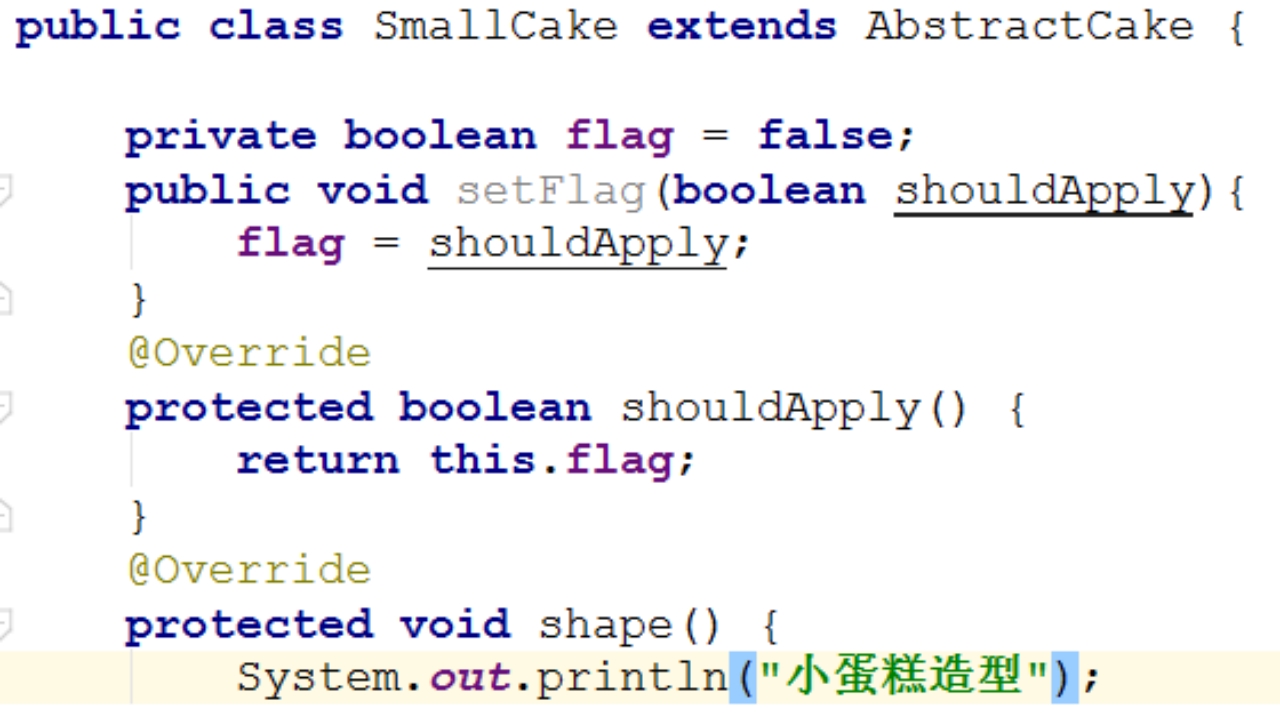 public class SmallCake extends AbstractCake {
private boolean flag = false;
public void setFlag(boolean shouldApply){
flag = shouldApply;
}
@Override
protected boolean shouldApply() {
return this.flag;
}
@Override
protected void shape() {
System.out.println("小蛋糕造型");